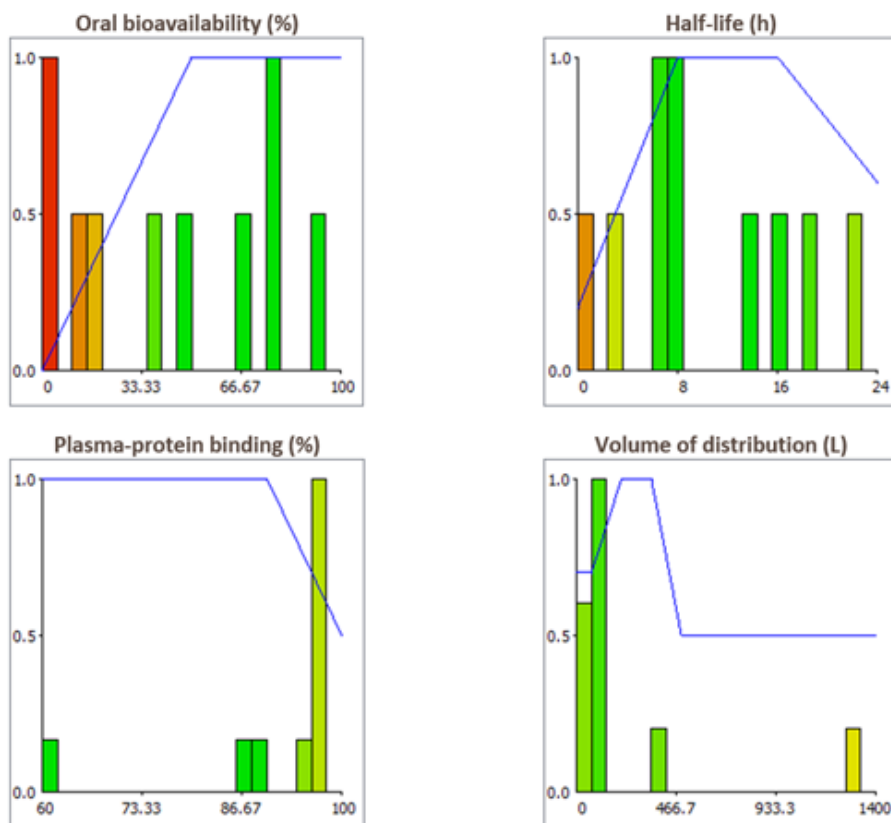 Oral bioavailability (%)
1.0
0.5
0.0
0 33.33 66.67 100
Half-life (h)
1.0
0.5
0.0
0 8 16 24
Plasma-protein binding (%)
1.0
0.5
0.0
60 73.33 86.67 100
Volume of distribution (L)
1.0
0.5
0.0
0 466.7 933.3 1400